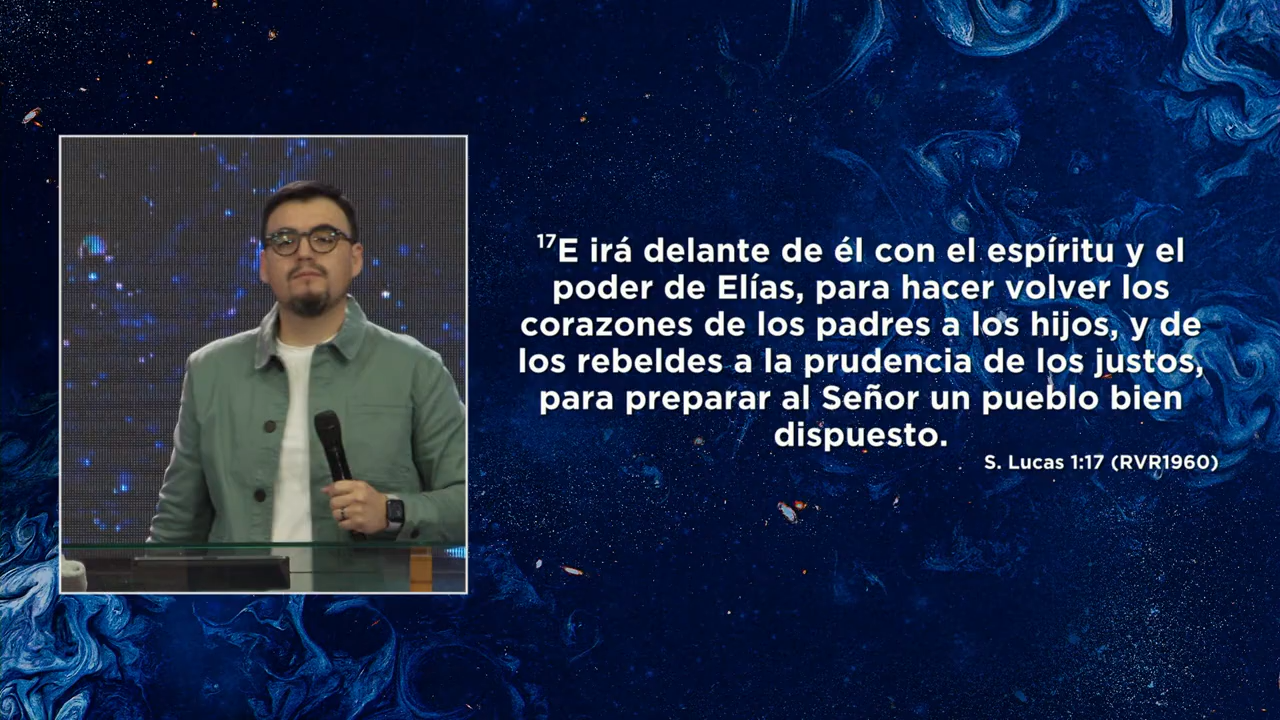 ¹⁷E irá delante de él con el espíritu y el
poder de Elías, para hacer volver los
corazones de los padres a los hijos, y de
los rebeldes a la prudencia de los justos,
para preparar al Señor un pueblo bien
dispuesto.
S. Lucas 1:17 (RVR1960)